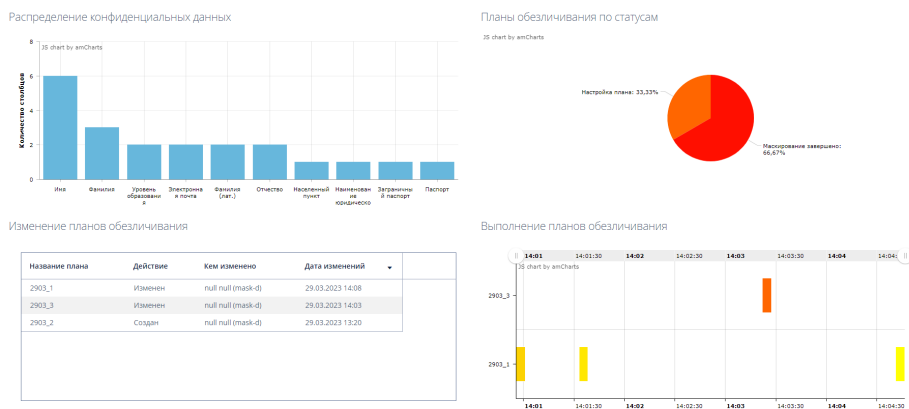 Распределение конфиденциальных данных
JS chart by amCharts
Количество столбцов
8
6
4
2
0
Имя
Фамилия
Уровень
образовани
я
Электронна
я почта
Фамилия
(лат.)
Отчество
Населенный
пункт
Наименован
ие
юридическо
Заграничны
й паспорт
Паспорт
Планы обезличивания по статусам
JS chart by amCharts
Настройка плана: 33,33%
Маскирование завершено:
66,67%
Изменение планов обезличивания
Название плана Действие Кем изменено Дата изменений
2903_1 Изменен null null (mask-d) 29.03.2023 14:08
2903_3 Изменен null null (mask-d) 29.03.2023 14:03
2903_2 Создан null null (mask-d) 29.03.2023 13:20
Выполнение планов обезличивания
14:01 14:01:30 14:02 14:02:30 14:03 14:03:30 14:04 14:04:
JS chart by amCharts
2903_3
2903_1
14:01 14:01:30 14:02 14:02:30 14:03 14:03:30 14:04 14:04:30